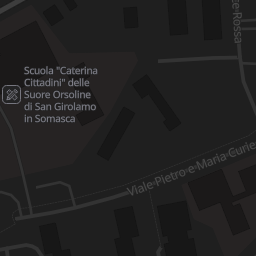 Scuola "Caterina
Cittadini" delle
Suore Orsoline
di San Girolamo
in Somasca
Viale Pietro e Maria Curie